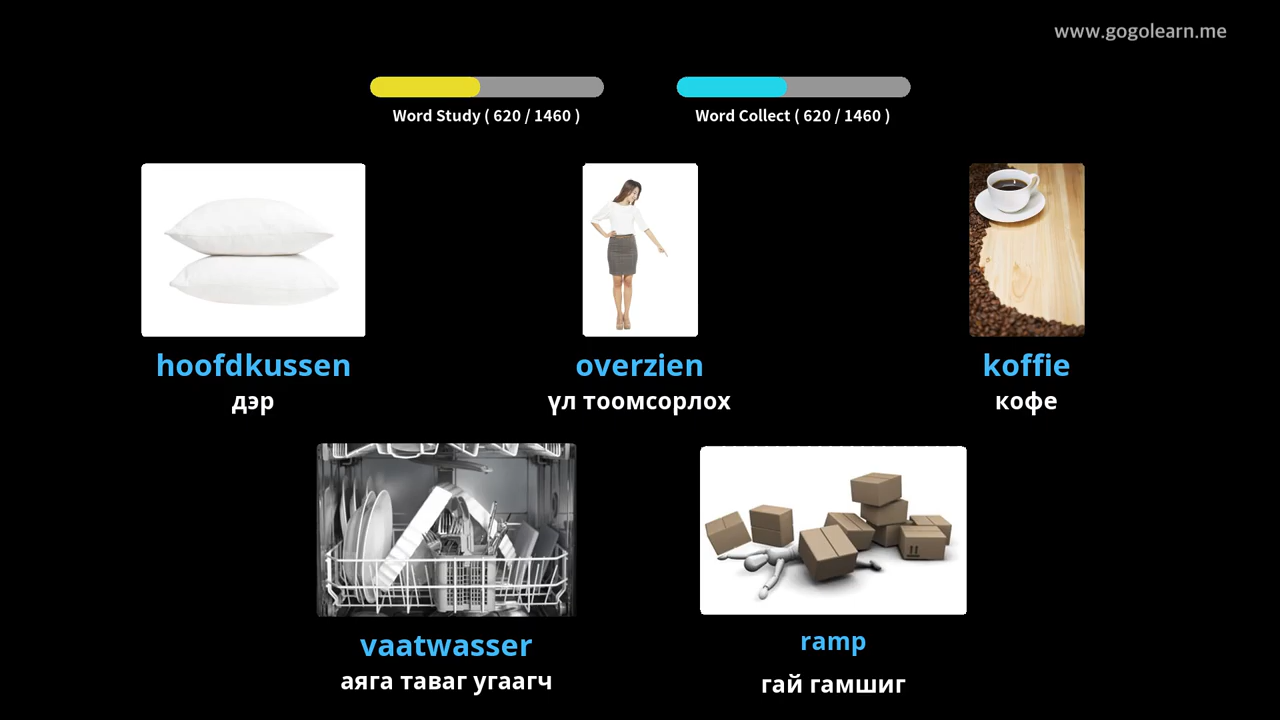 www.gogolearn.me
Word Study ( 620 / 1460 )
Word Collect ( 620 / 1460 )
hoofdkussen
дэр
overzien
үл тоомсорлох
koffie
кофе
vaatwasser
аяга таваг угаагч
ramp
гай гамшиг